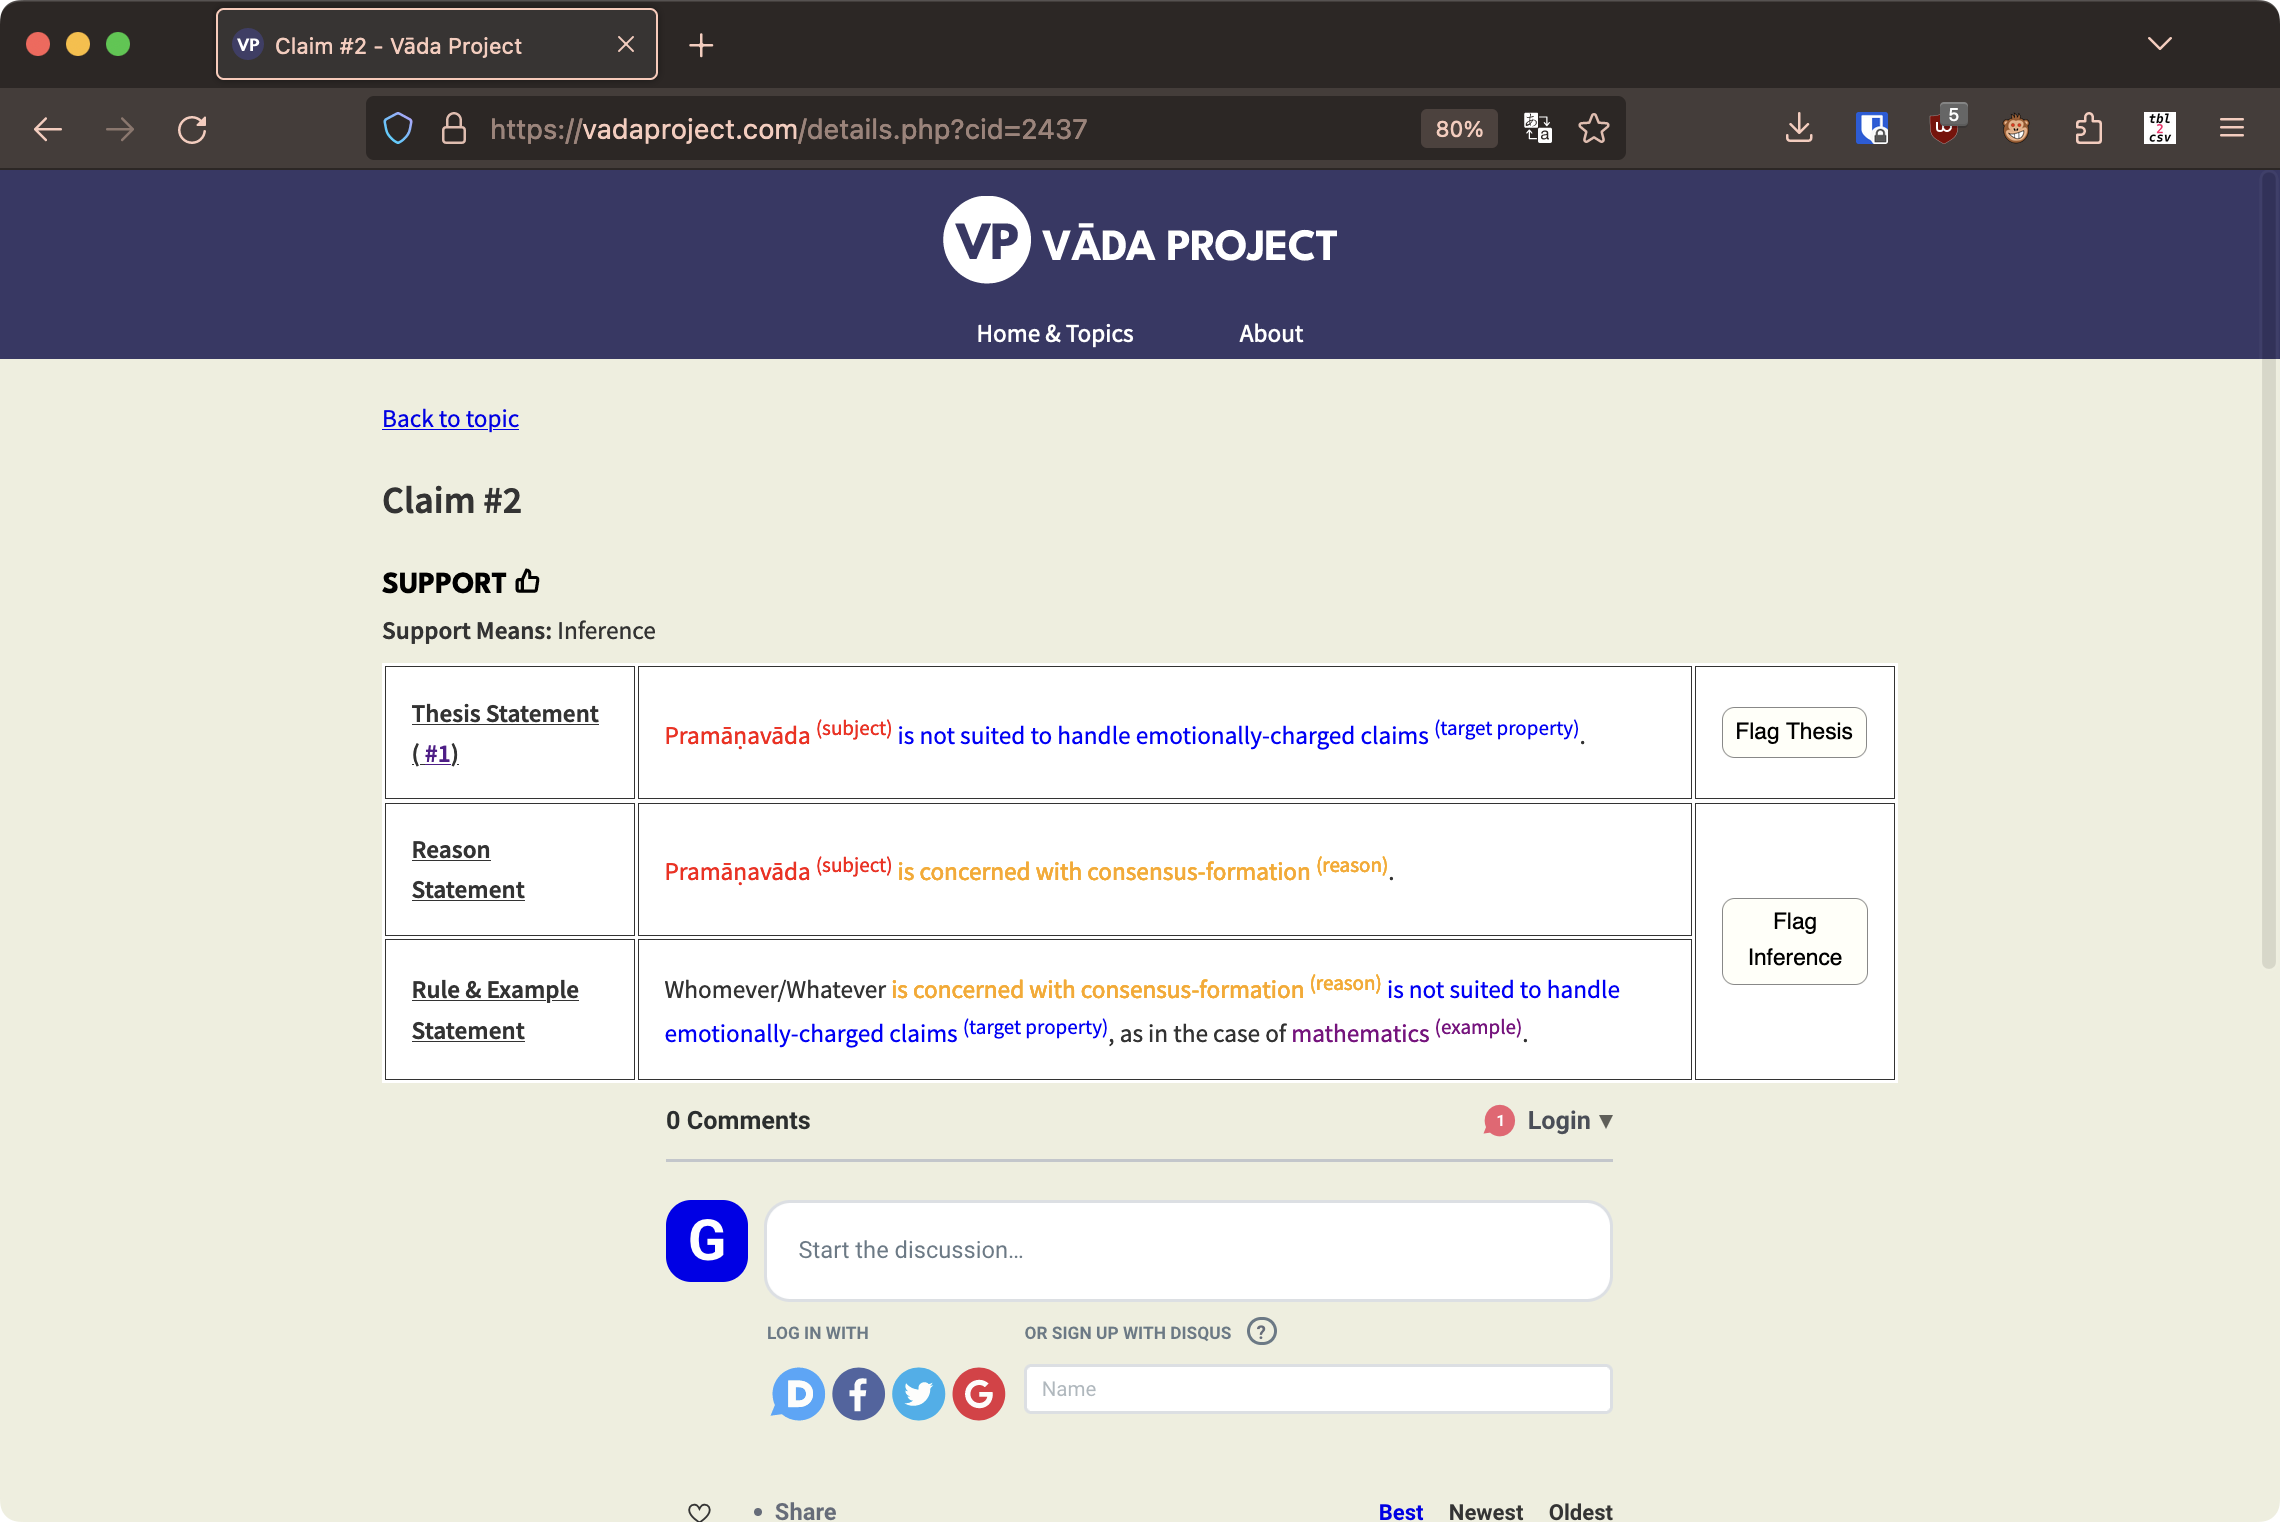 VP Claim #2 - Vāda Project
https://vadaproject.com/details.php?cid=2437
80%
5
tbl
2
csv
VP VĀDA PROJECT
Home & Topics About
Back to topic
Claim #2
SUPPORT
Support Means: Inference
Thesis Statement
( #1)
Pramāṇavāda (subject) is not suited to handle emotionally-charged claims (target property).
Flag Thesis
Reason
Statement
Pramāṇavāda (subject) is concerned with consensus-formation (reason).
Flag
Inference
Rule & Example
Statement
Whomever/Whatever is concerned with consensus-formation (reason) is not suited to handle
emotionally-charged claims (target property), as in the case of mathematics (example).
0 Comments
1 Login ▼
G
Start the discussion…
LOG IN WITH
OR SIGN UP WITH DISQUS ?
D f G
Name
• Share
Best Newest Oldest